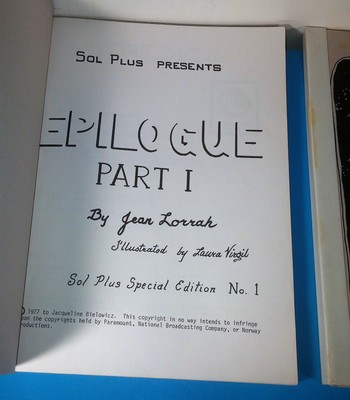 SOL PLUS PRESENTS
EPILOGUE
PART I
By Jean Lorrah
Illustrated by Laura Virgil
Sol Plus Special Edition No. 1
© 1977 to Jacqueline Bielowicz. This copyright in no way intends to infringe
upon the copyrights held by Paramount, National Broadcasting Company, or Norway
Productions.